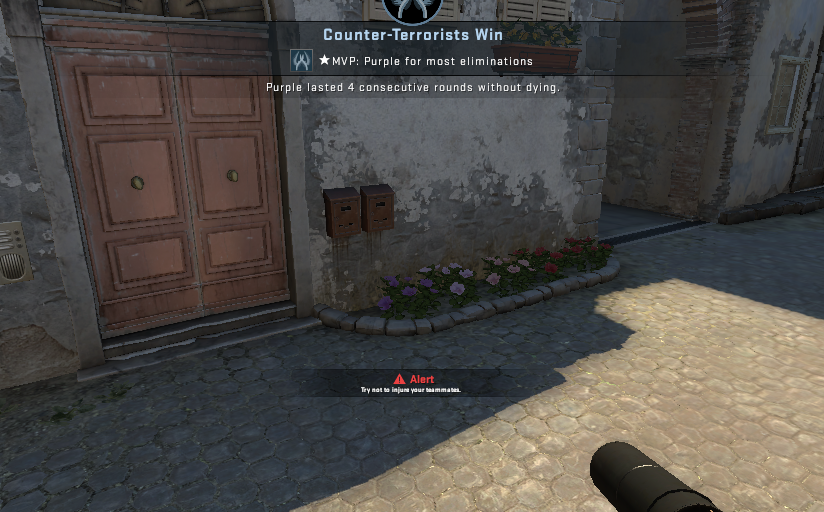 Counter-Terrorists Win
★MVP: Purple for most eliminations
Purple lasted 4 consecutive rounds without dying.
Alert
Try not to injure your teammates.